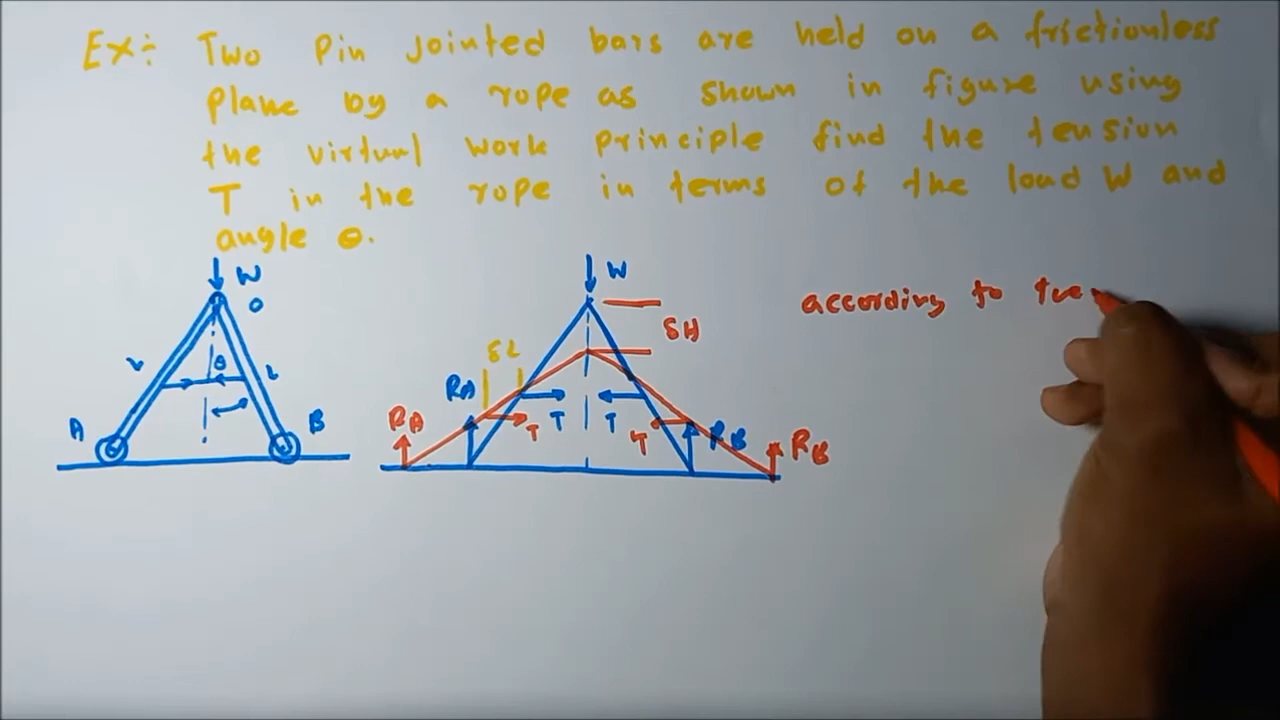 Ex:- Two Pin jointed bars are held on a frictionless
plane by a rope as shown in figure using
the virtual work principle find the tension
T in the rope in terms of the load W and
angle θ.
W
O
θ
L
A
B
W
δH
δL
RA
RA
T
T
T
T
RB
RB
according to the